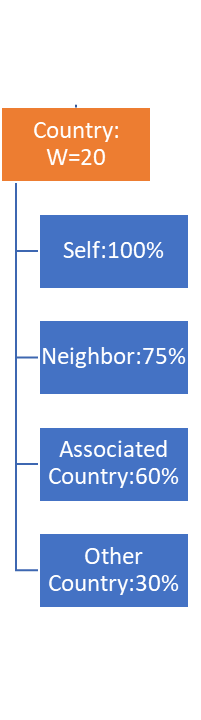 Country:
W=20
Self:100%
Neighbor:75%
Associated
Country:60%
Other
Country:30%